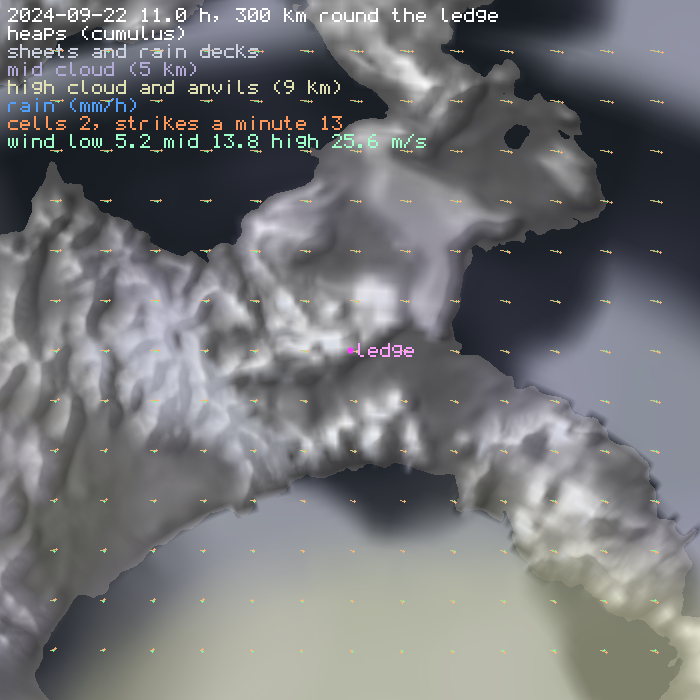 2024-09-22 11.0 h, 300 km round the ledge
heaps (cumulus)
sheets and rain decks
mid cloud (5 km)
high cloud and anvils (9 km)
rain (mm/h)
cells 2, strikes a minute 13
wind low 5.2 mid 13.8 high 25.6 m/s
ledge